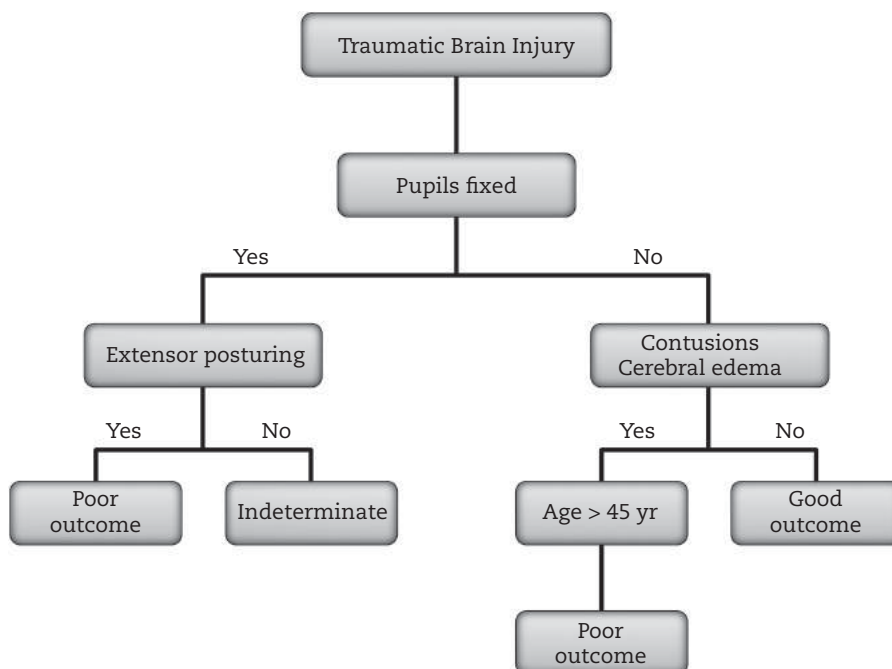 Traumatic Brain Injury
Pupils fixed
Yes
No
Extensor posturing
Contusions
Cerebral edema
Yes
No
Yes
No
Poor
outcome
Indeterminate
Age > 45 yr
Good
outcome
Poor
outcome